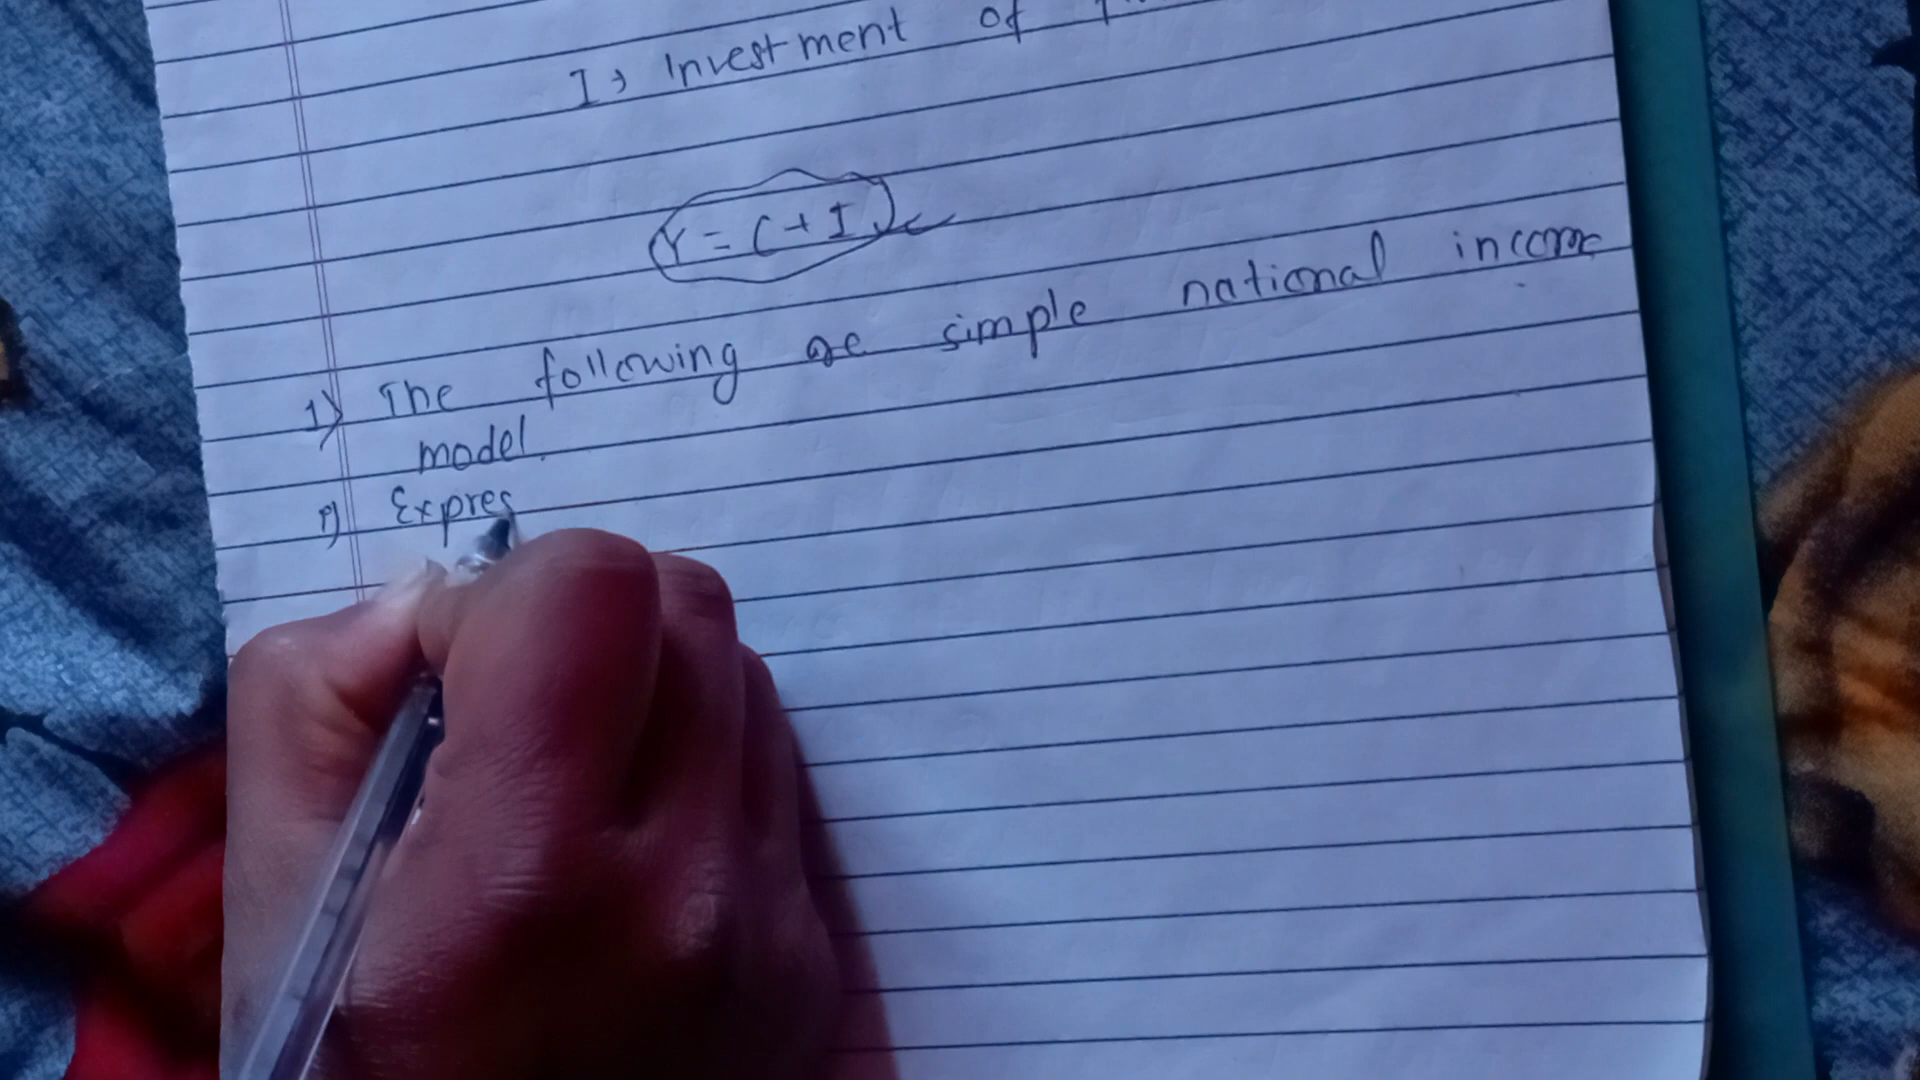 I, Investment of
Y = C + I
1) The following are simple national income
model.
i) Expres